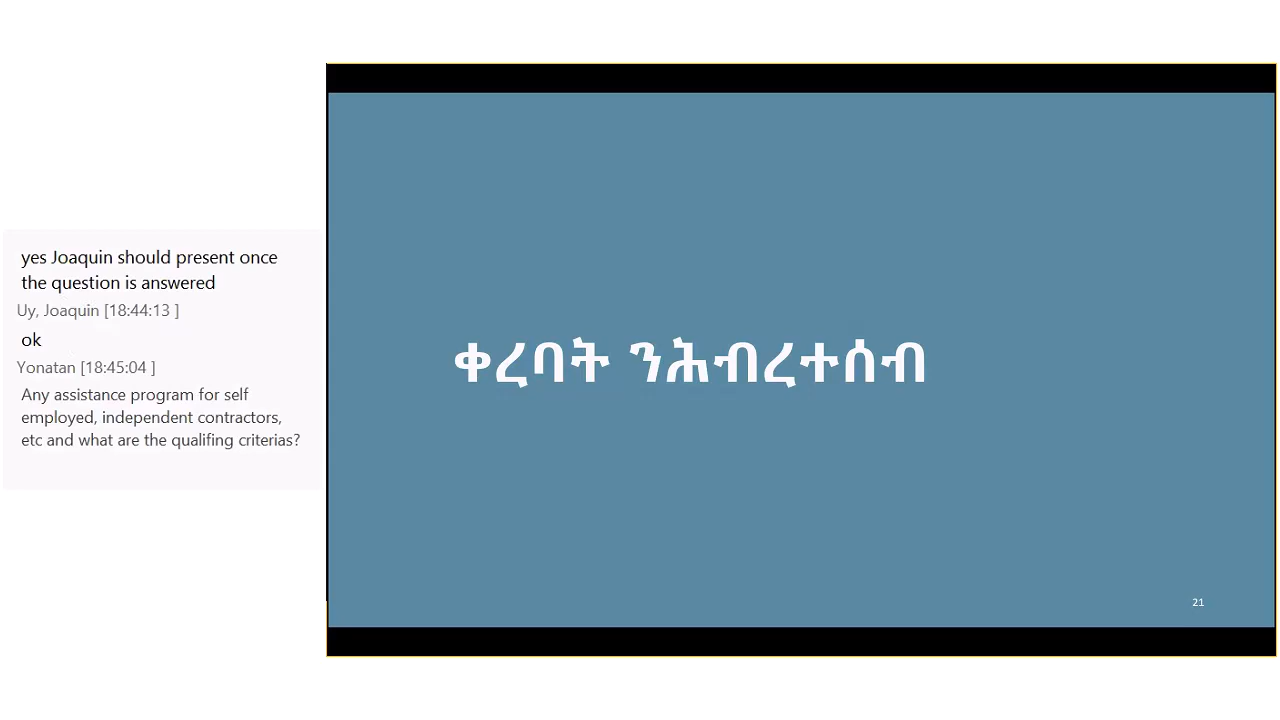 yes Joaquin should present once
the question is answered
Uy, Joaquin [18:44:13 ]
ok
Yonatan [18:45:04 ]
Any assistance program for self
employed, independent contractors,
etc and what are the qualifing criterias?
ቀረባት ንሕብረተሰብ
21